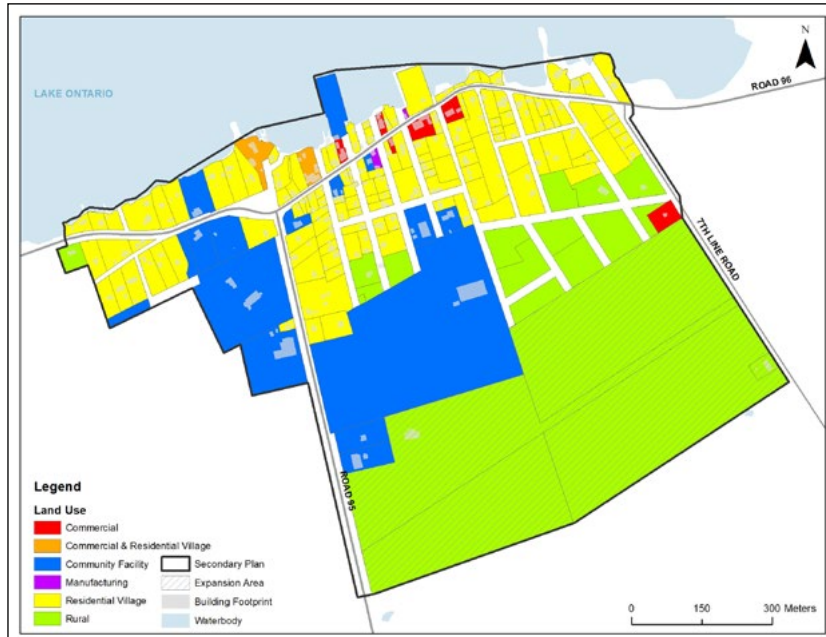 N
LAKE ONTARIO
ROAD 96
7TH LINE ROAD
ROAD 95
Legend
Land Use
Commercial
Commercial & Residential Village
Community Facility
Manufacturing
Residential Village
Rural
Secondary Plan
Expansion Area
Building Footprint
Waterbody
0 150 300 Meters